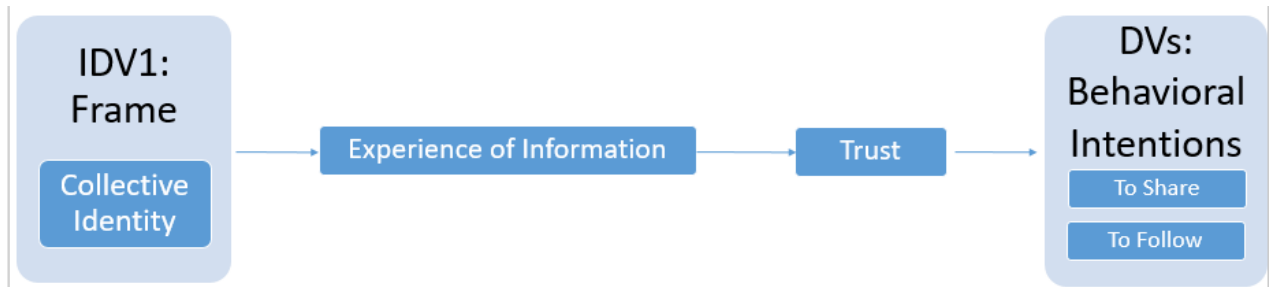 IDV1:
Frame
Collective
Identity
Experience of Information
Trust
DVs:
Behavioral
Intentions
To Share
To Follow